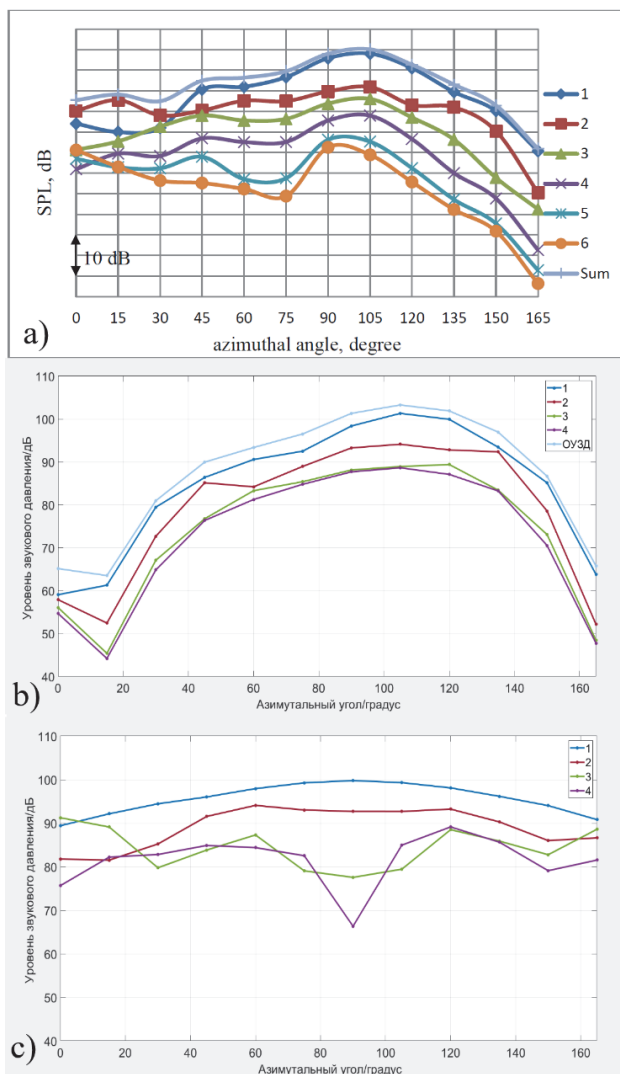 a)
SPL, dB
10 dB
1
2
3
4
5
6
Sum
0 15 30 45 60 75 90 105 120 135 150 165
azimuthal angle, degree
b)
Уровень звукового давления/дБ
110
100
90
80
70
60
50
40
1
2
3
4
ОУЗД
0 20 40 60 80 100 120 140 160
Азимутальный угол/градус
c)
Уровень звукового давления/дБ
110
100
90
80
70
60
50
40
1
2
3
4
0 20 40 60 80 100 120 140 160
Азимутальный угол/градус